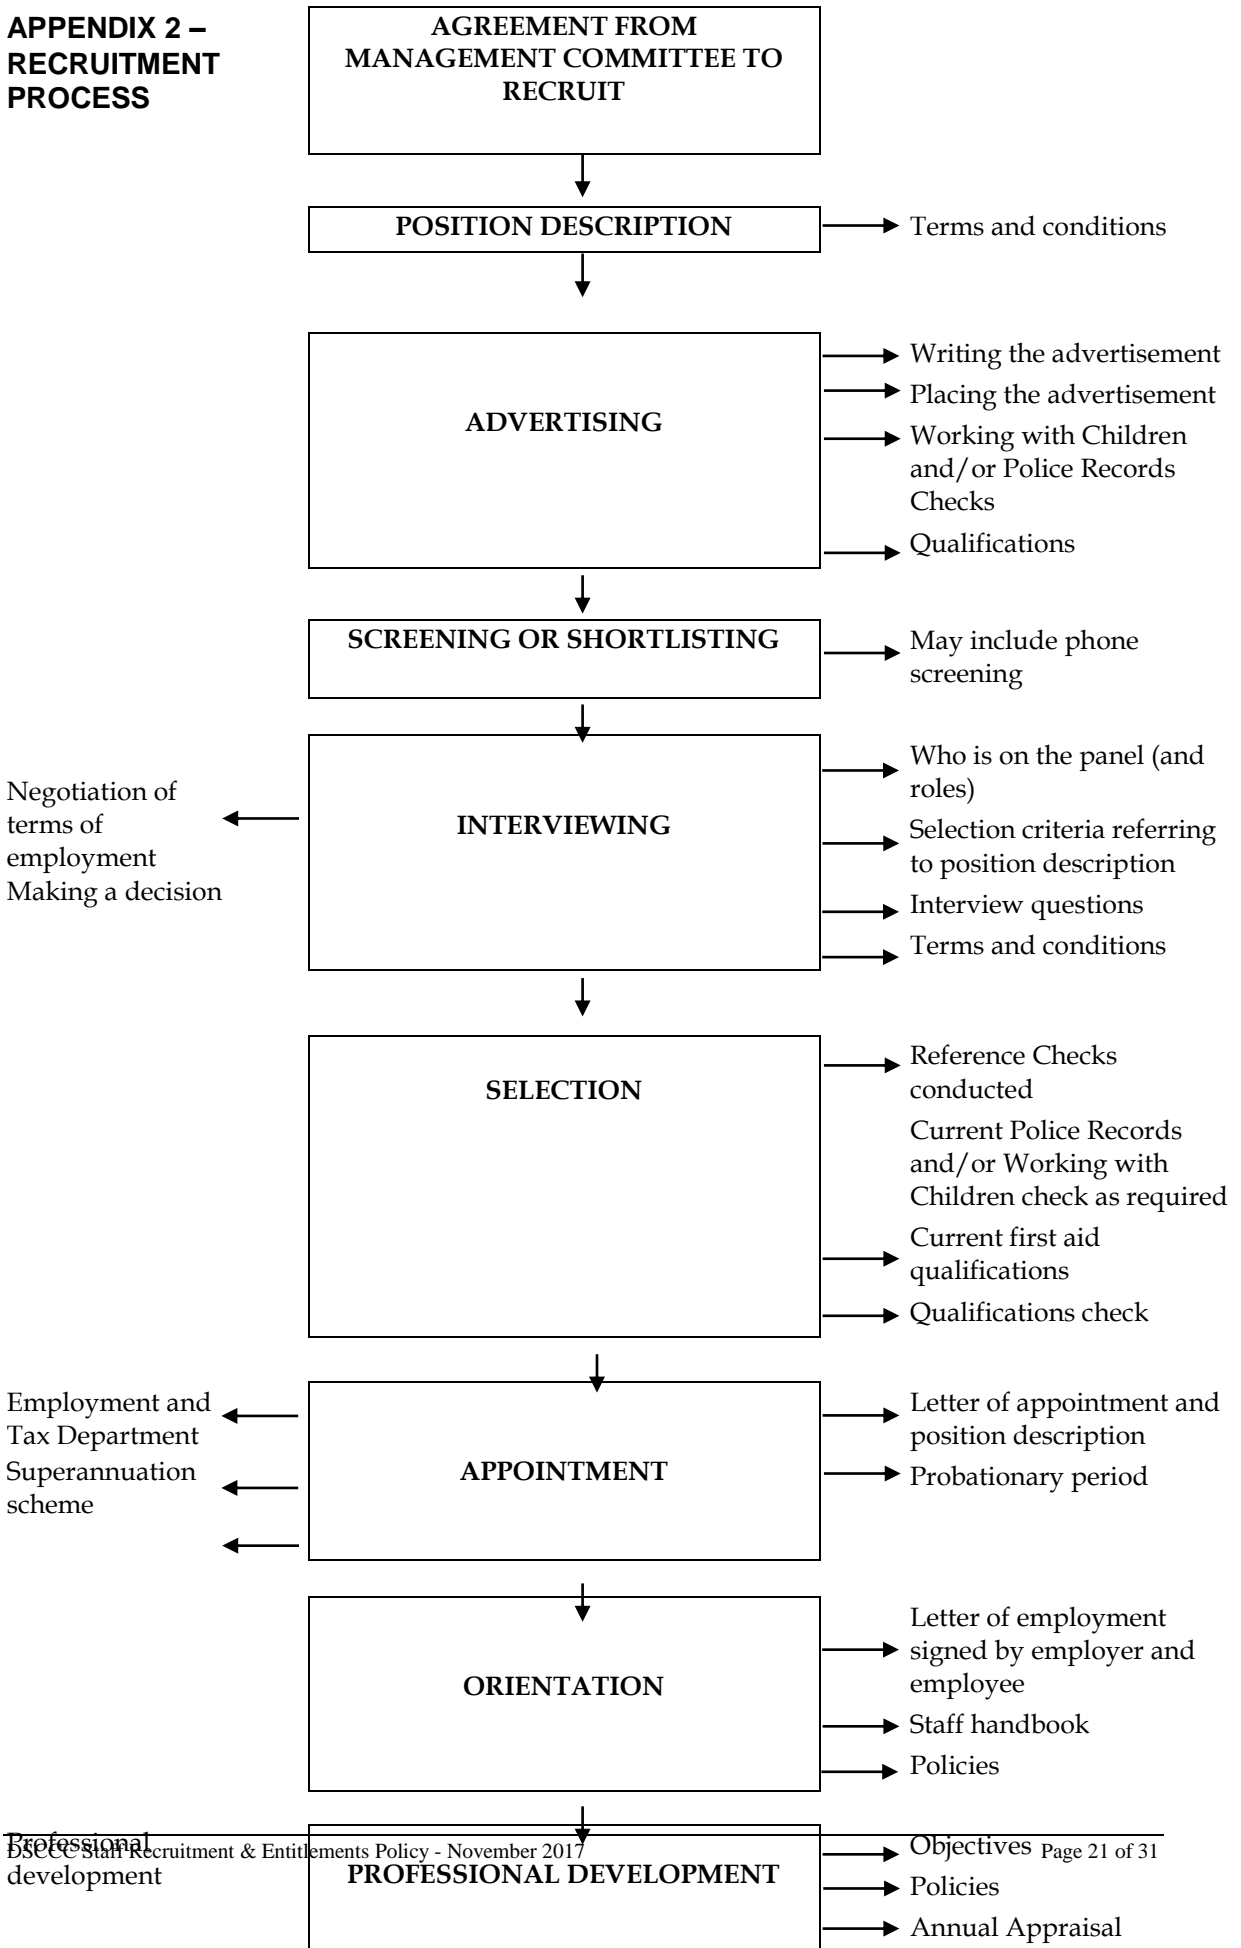 APPENDIX 2 –
RECRUITMENT
PROCESS
AGREEMENT FROM
MANAGEMENT COMMITTEE TO
RECRUIT
POSITION DESCRIPTION
Terms and conditions
ADVERTISING
Writing the advertisement
Placing the advertisement
Working with Children
and/or Police Records
Checks
Qualifications
SCREENING OR SHORTLISTING
May include phone
screening
Negotiation of
terms of
employment
Making a decision
INTERVIEWING
Who is on the panel (and
roles)
Selection criteria referring
to position description
Interview questions
Terms and conditions
SELECTION
Reference Checks
conducted
Current Police Records
and/or Working with
Children check as required
Current first aid
qualifications
Qualifications check
Employment and
Tax Department
Superannuation
scheme
APPOINTMENT
Letter of appointment and
position description
Probationary period
ORIENTATION
Letter of employment
signed by employer and
employee
Staff handbook
Policies
Professional
development
DSCCC Staff Recruitment & Entitlements Policy - November 2017
Page 21 of 31
PROFESSIONAL DEVELOPMENT
Objectives
Policies
Annual Appraisal